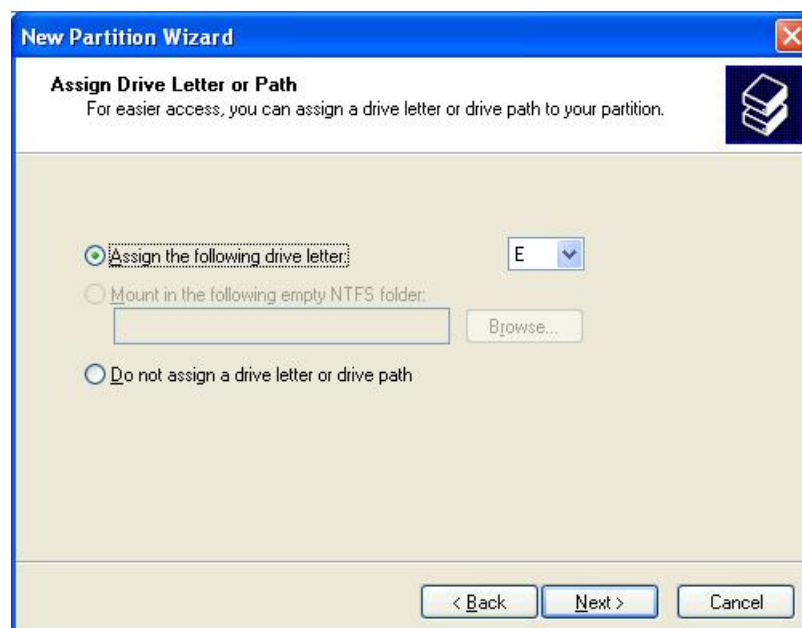 New Partition Wizard
Assign Drive Letter or Path
For easier access, you can assign a drive letter or drive path to your partition.
Assign the following drive letter: E
Mount in the following empty NTFS folder:
Browse...
Do not assign a drive letter or drive path
< Back Next > Cancel